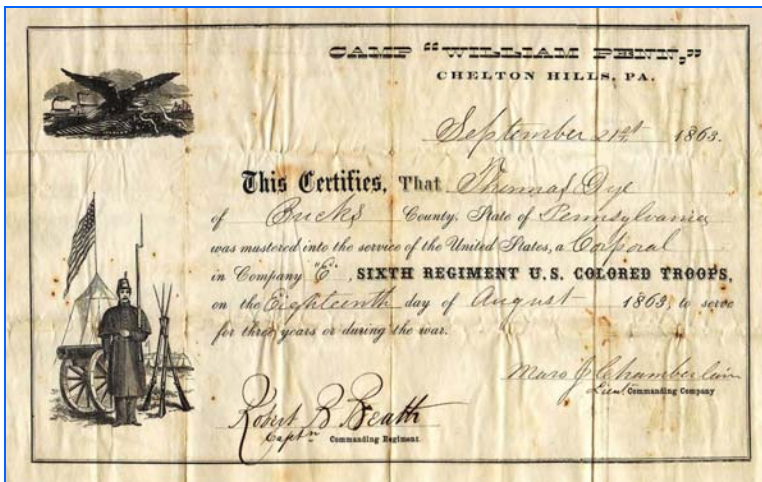 CAMP "WILLIAM PENN,"
CHELTON HILLS, PA.
September 21st 1863.
This Certifies, That Thomas Dye
of Bucks County, State of Pennsylvania
was mustered into the service of the United States, a Corporal
in Company "E", SIXTH REGIMENT U.S. COLORED TROOPS,
on the Eighteenth day of August 1863, to serve
for three years or during the war.
J Chamberlain
Lieut. Commanding Company
Robert B Beath
Captn Commanding Regiment.